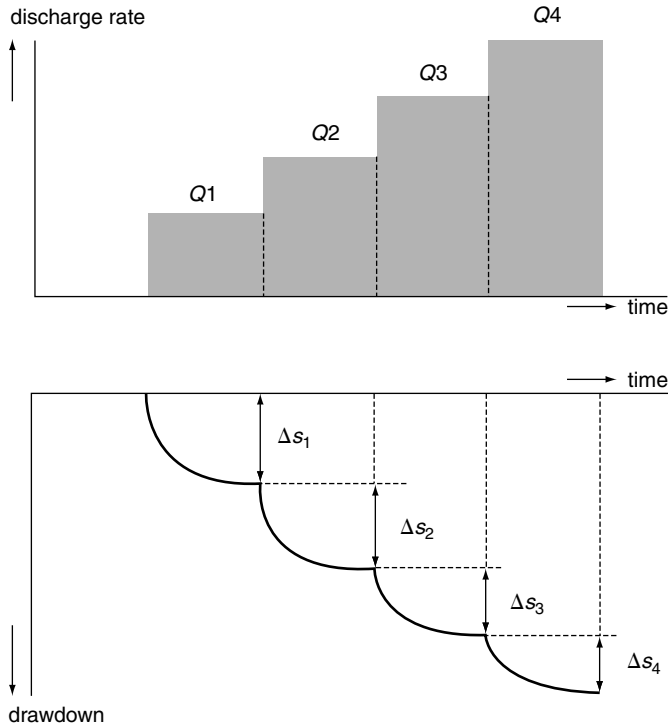 discharge rate
Q4
Q3
Q2
Q1
time
time
Δs1
Δs2
Δs3
Δs4
drawdown